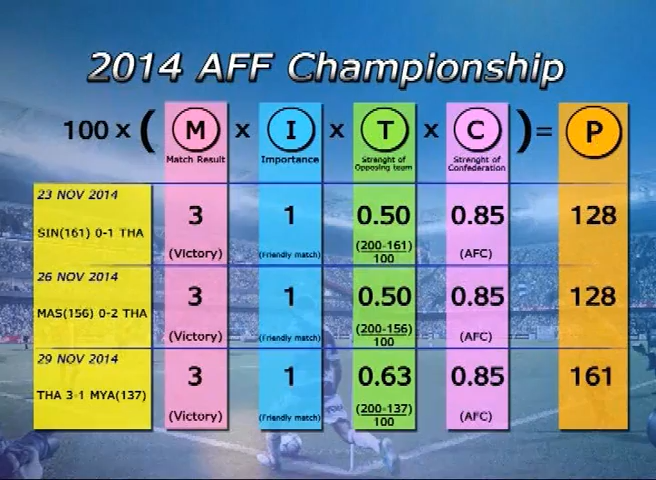 2014 AFF Championship
100 x ( M x I x T x C ) = P
Match Result
Importance
Strenght of
Opposing team
Strenght of
Confederation
23 NOV 2014
SIN(161) 0-1 THA
3
(Victory)
1
(Friendly match)
0.50
(200-161)
100
0.85
(AFC)
128
26 NOV 2014
MAS(156) 0-2 THA
3
(Victory)
1
(Friendly match)
0.50
(200-156)
100
0.85
(AFC)
128
29 NOV 2014
THA 3-1 MYA(137)
3
(Victory)
1
(Friendly match)
0.63
(200-137)
100
0.85
(AFC)
161